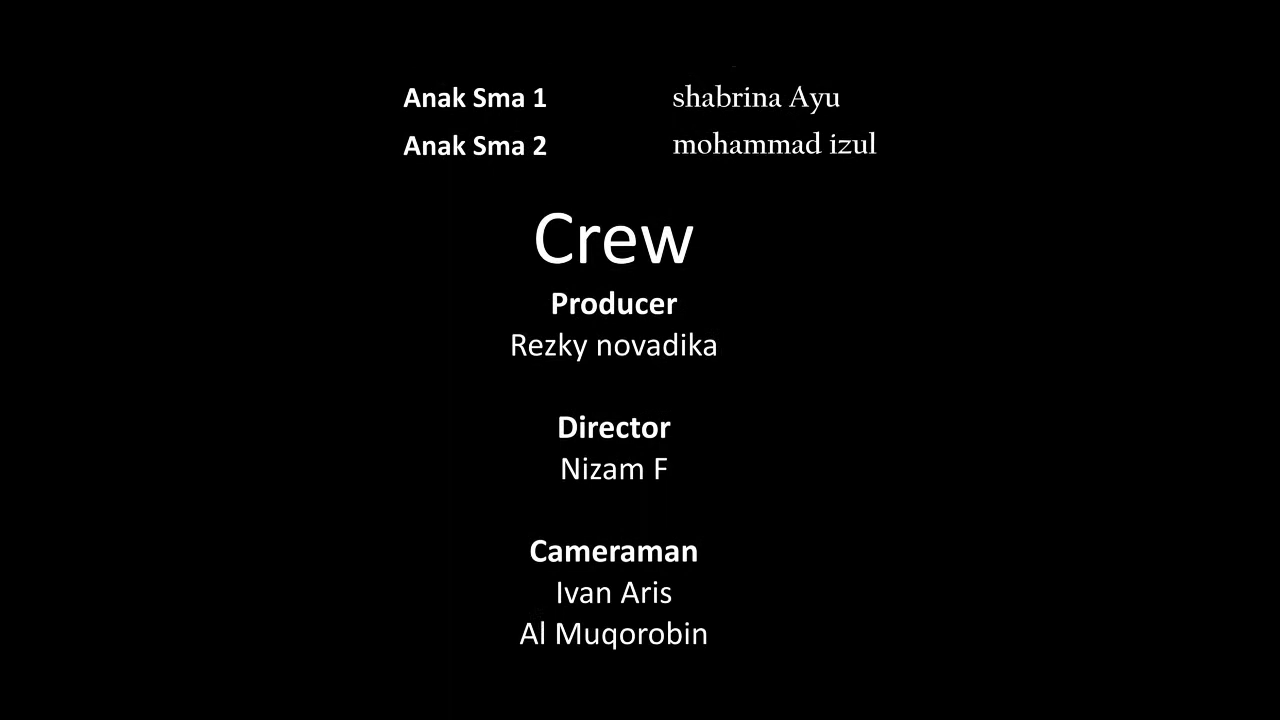 Anak Sma 1 shabrina Ayu
Anak Sma 2 mohammad izul
Crew
Producer
Rezky novadika
Director
Nizam F
Cameraman
Ivan Aris
Al Muqorobin